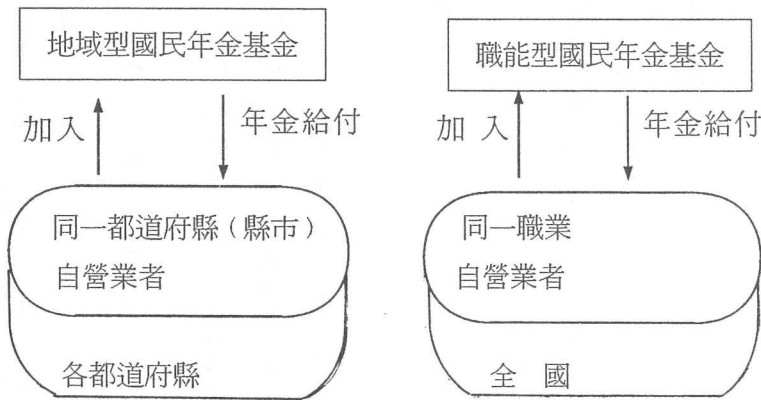 地域型國民年金基金
加入
年金給付
同一都道府縣（縣市）
自營業者
各都道府縣
職能型國民年金基金
加 入
年金給付
同一職業
自營業者
全 國